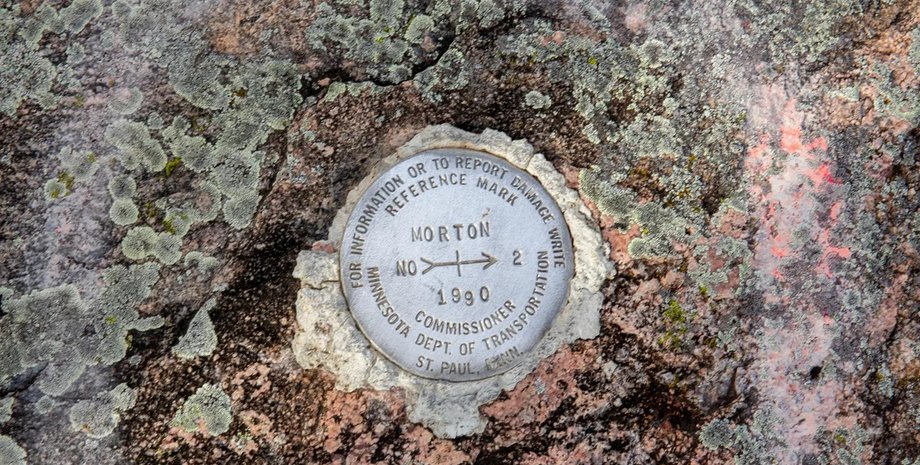 FOR INFORMATION OR TO REPORT DAMAGE WRITE
REFERENCE MARK
MORTON
NO 2
1990
COMMISSIONER
MINNESOTA DEPT. OF TRANSPORTATION
ST. PAUL, MINN.